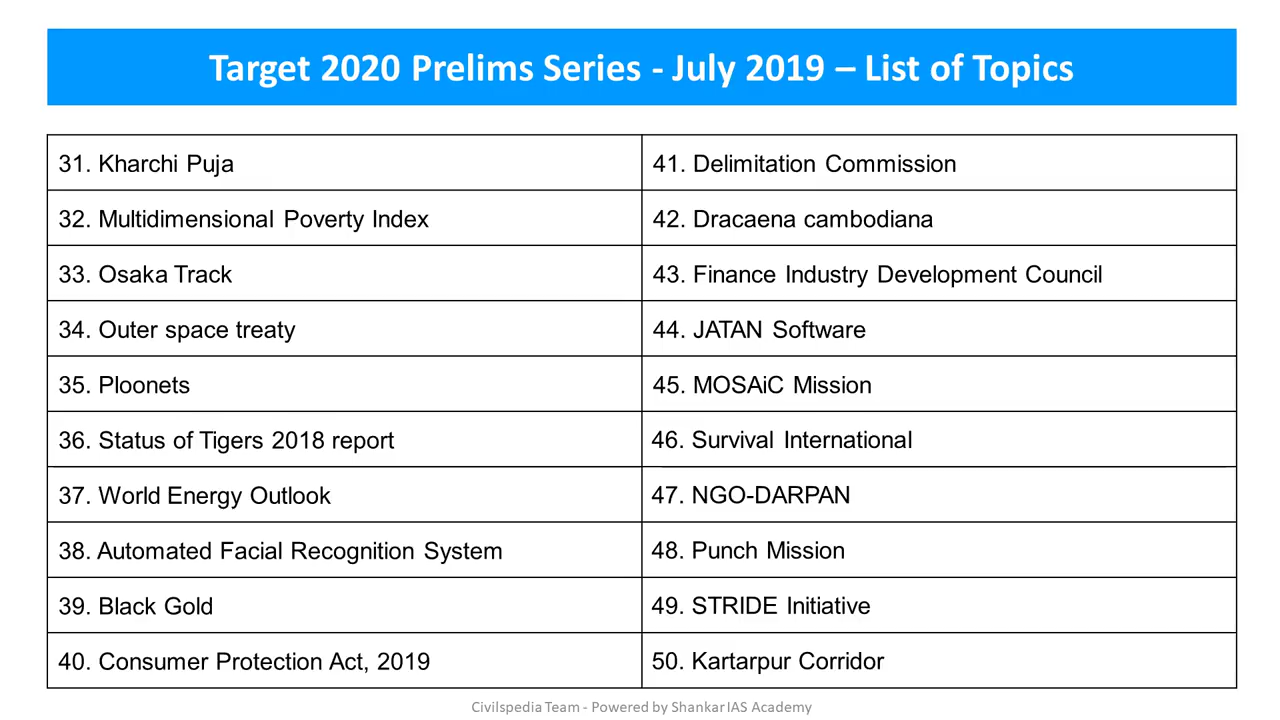 Target 2020 Prelims Series - July 2019 – List of Topics
31. Kharchi Puja
41. Delimitation Commission
32. Multidimensional Poverty Index
42. Dracaena cambodiana
33. Osaka Track
43. Finance Industry Development Council
34. Outer space treaty
44. JATAN Software
35. Ploonets
45. MOSAiC Mission
36. Status of Tigers 2018 report
46. Survival International
37. World Energy Outlook
47. NGO-DARPAN
38. Automated Facial Recognition System
48. Punch Mission
39. Black Gold
49. STRIDE Initiative
40. Consumer Protection Act, 2019
50. Kartarpur Corridor
Civilspedia Team - Powered by Shankar IAS Academy